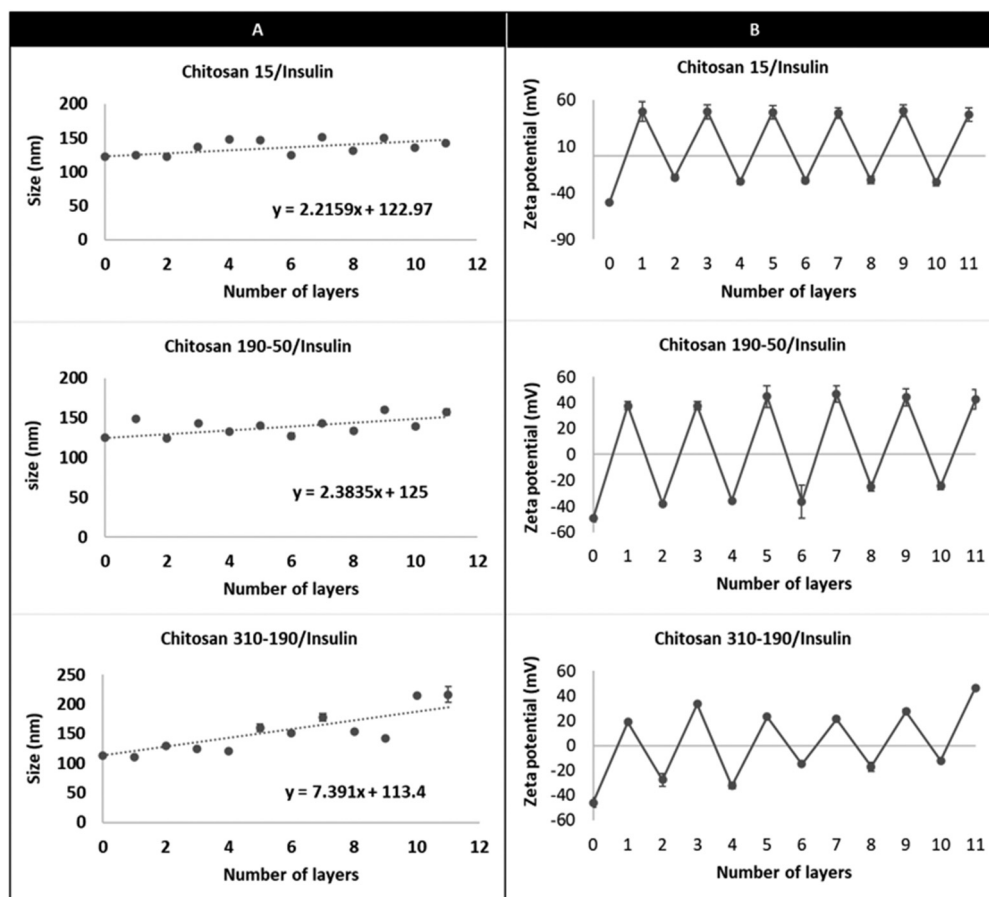 A
B
Chitosan 15/Insulin
Size (nm)
200
150
100
50
0
y = 2.2159x + 122.97
0 2 4 6 8 10 12
Number of layers
Chitosan 15/Insulin
Zeta potential (mV)
60
10
-40
-90
0 1 2 3 4 5 6 7 8 9 10 11
Number of layers
Chitosan 190-50/Insulin
size (nm)
200
150
100
50
0
y = 2.3835x + 125
0 2 4 6 8 10 12
Number of layers
Chitosan 190-50/Insulin
Zeta potential (mV)
60
40
20
0
-20
-40
-60
0 1 2 3 4 5 6 7 8 9 10 11
Number of layers
Chitosan 310-190/Insulin
Size (nm)
250
200
150
100
50
0
y = 7.391x + 113.4
0 2 4 6 8 10 12
Number of layers
Chitosan 310-190/Insulin
Zeta potential (mV)
60
40
20
0
-20
-40
-60
0 1 2 3 4 5 6 7 8 9 10 11
Number of layers